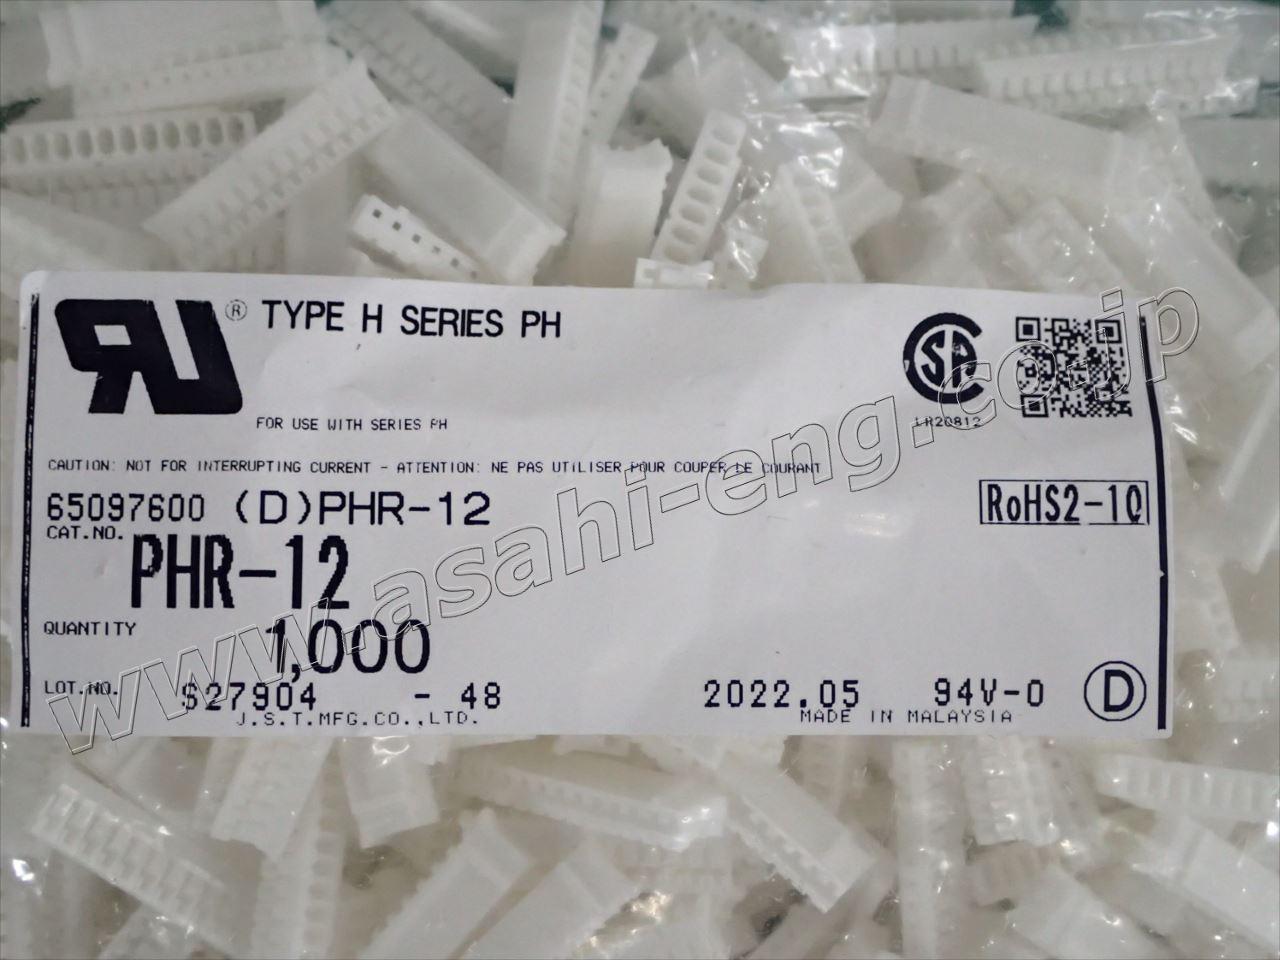 RU ® TYPE H SERIES PH
FOR USE WITH SERIES PH
CSA
LR20812
CAUTION: NOT FOR INTERRUPTING CURRENT - ATTENTION: NE PAS UTILISER POUR COUPER LE COURANT
65097600 (D)PHR-12
RoHS2-10
CAT.NO.
PHR-12
QUANTITY
1,000
LOT.NO. S27904 - 48
2022.05 94V-0 D
J.S.T.MFG.CO.,LTD.
MADE IN MALAYSIA
www.asahi-eng.co.jp